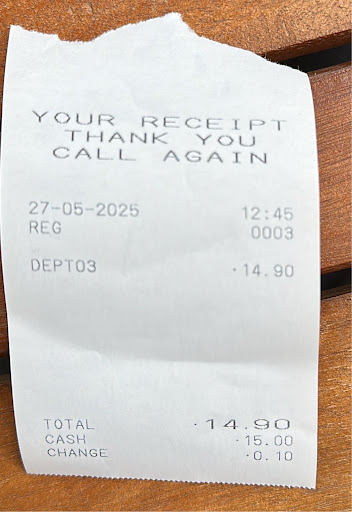 YOUR RECEIPT
THANK YOU
CALL AGAIN
27-05-2025 12:45
REG 0003
DEPT03 ·14.90
TOTAL ·14.90
CASH ·15.00
CHANGE ·0.10